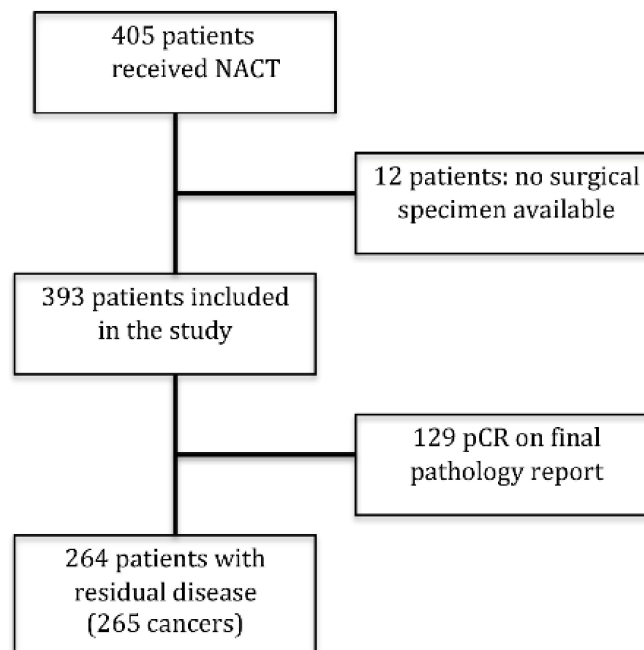 405 patients
received NACT
12 patients: no surgical
specimen available
393 patients included
in the study
129 pCR on final
pathology report
264 patients with
residual disease
(265 cancers)